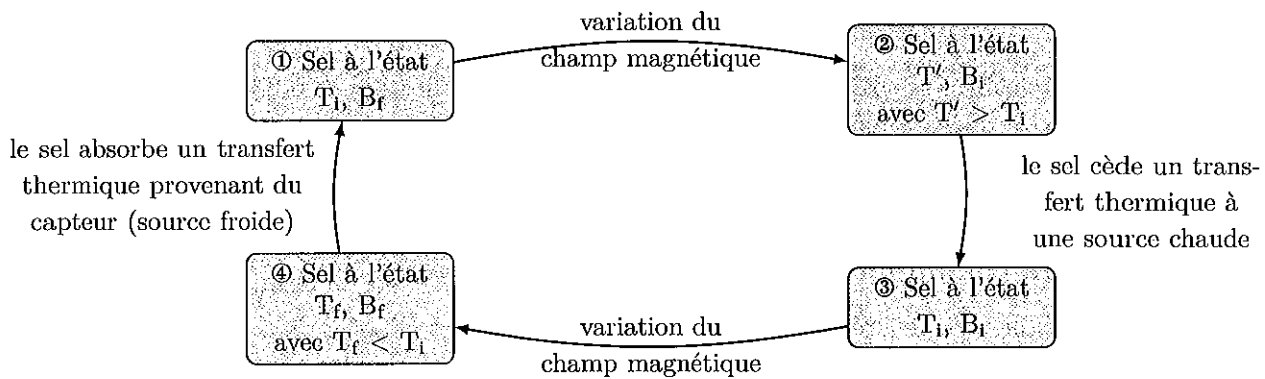 variation du
champ magnétique
① Sel à l'état
T_i, B_f
② Sel à l'état
T', B_i
avec T' > T_i
le sel absorbe un transfert
thermique provenant du
capteur (source froide)
le sel cède un trans-
fert thermique à
une source chaude
④ Sel à l'état
T_f, B_f
avec T_f < T_i
variation du
champ magnétique
③ Sel à l'état
T_i, B_i